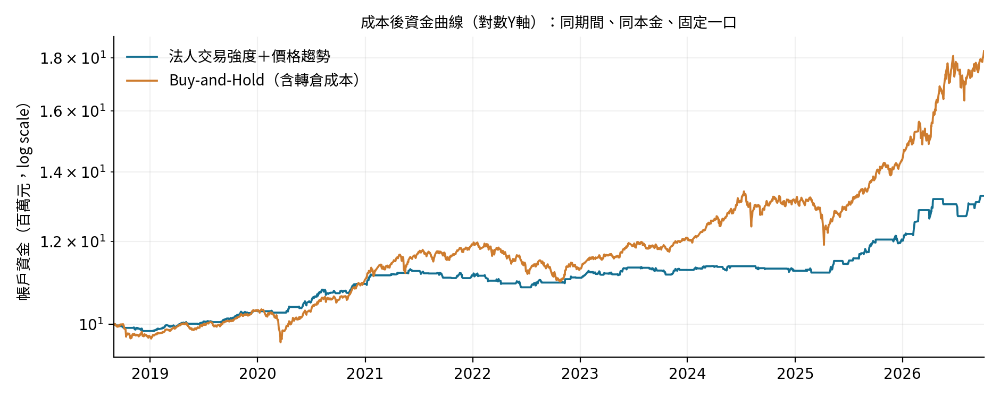 成本後資金曲線（對數Y軸）：同期間、同本金、固定一口
法人交易強度＋價格趨勢
Buy-and-Hold（含轉倉成本）
帳戶資金（百萬元，log scale）
1.8 × 10¹
1.6 × 10¹
1.4 × 10¹
1.2 × 10¹
10¹
2019 2020 2021 2022 2023 2024 2025 2026